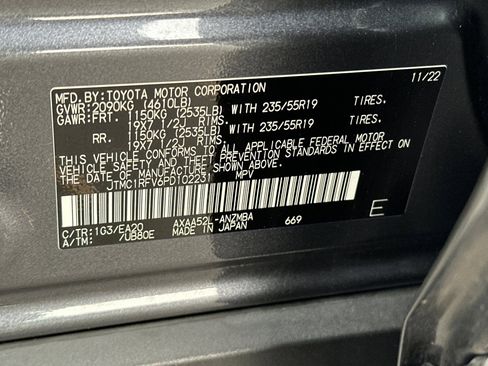 MFD.BY:TOYOTA MOTOR CORPORATION 11/22
GVWR:2090KG (4610LB)
GAWR:FRT. 1150KG (2535LB) WITH 235/55R19 TIRES.
19X7 1/2J RIMS.
RR. 1150KG (2535LB) WITH 235/55R19 TIRES.
19X7 1/2J RIMS.
THIS VEHICLE CONFORMS TO ALL APPLICABLE FEDERAL MOTOR
VEHICLE SAFETY AND THEFT PREVENTION STANDARDS IN
EFFECT ON THE DATE OF MANUFACTURE SHOWN ABOVE.
JTMC1RFV6PD102231 MPV
C/TR:1G3/EA20 AXAA52L-ANZMBA E
A/TM: /UB80E MADE IN JAPAN 669